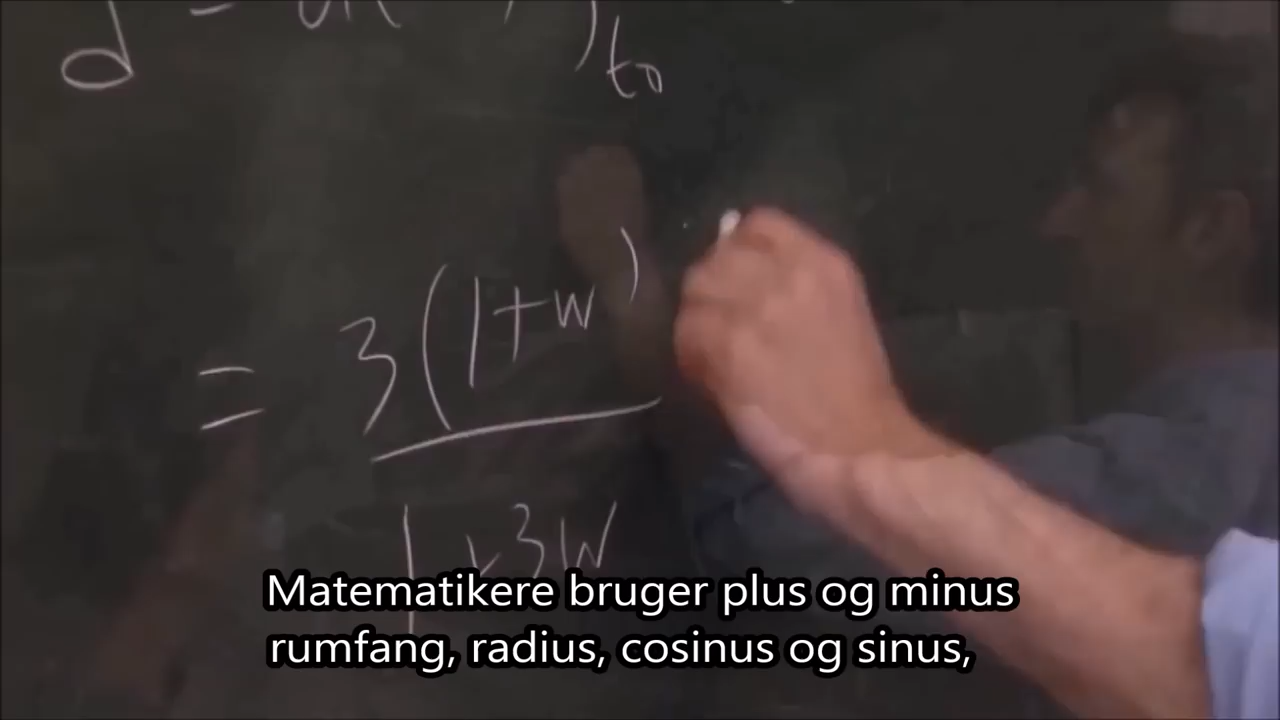 d =
)t₀
= 3(1+w)
1+3w
Matematikere bruger plus og minus
rumfang, radius, cosinus og sinus,